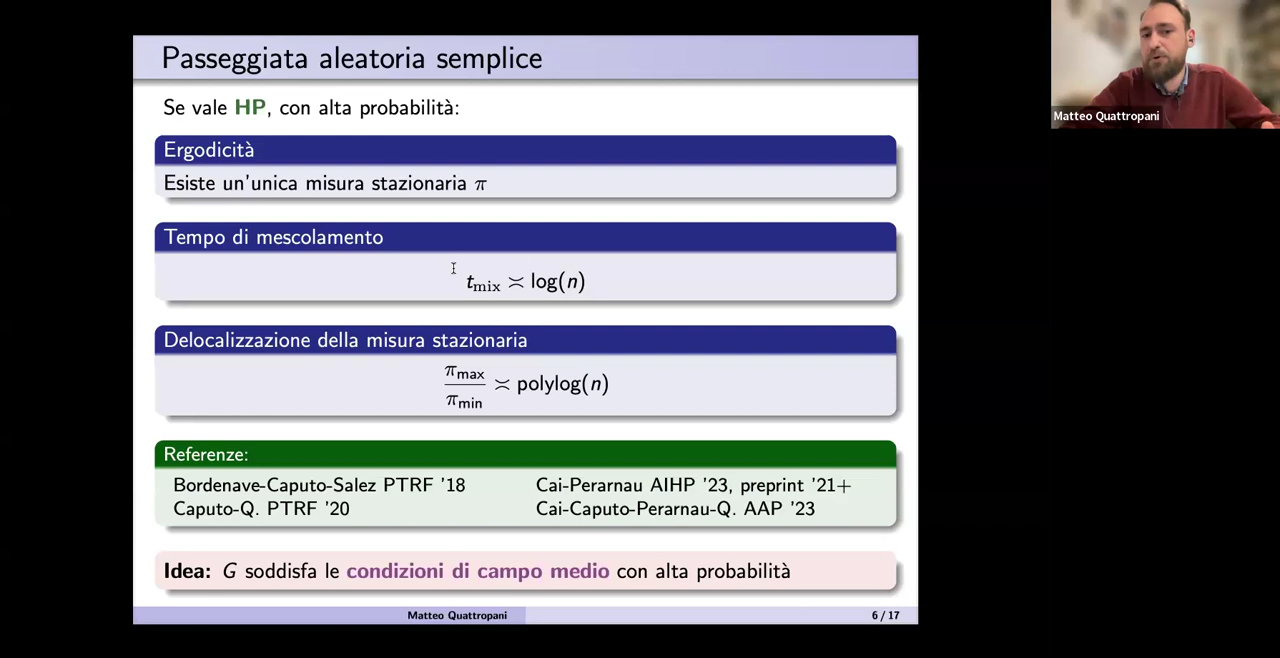 Passeggiata aleatoria semplice
Se vale HP, con alta probabilità:
Ergodicità
Esiste un'unica misura stazionaria π
Tempo di mescolamento
t_mix ≍ log(n)
Delocalizzazione della misura stazionaria
π_max / π_min ≍ polylog(n)
Referenze:
Bordenave-Caputo-Salez PTRF '18
Caputo-Q. PTRF '20
Cai-Perarnau AIHP '23, preprint '21+
Cai-Caputo-Perarnau-Q. AAP '23
Idea: G soddisfa le condizioni di campo medio con alta probabilità
Matteo Quattropani
6 / 17
Matteo Quattropani